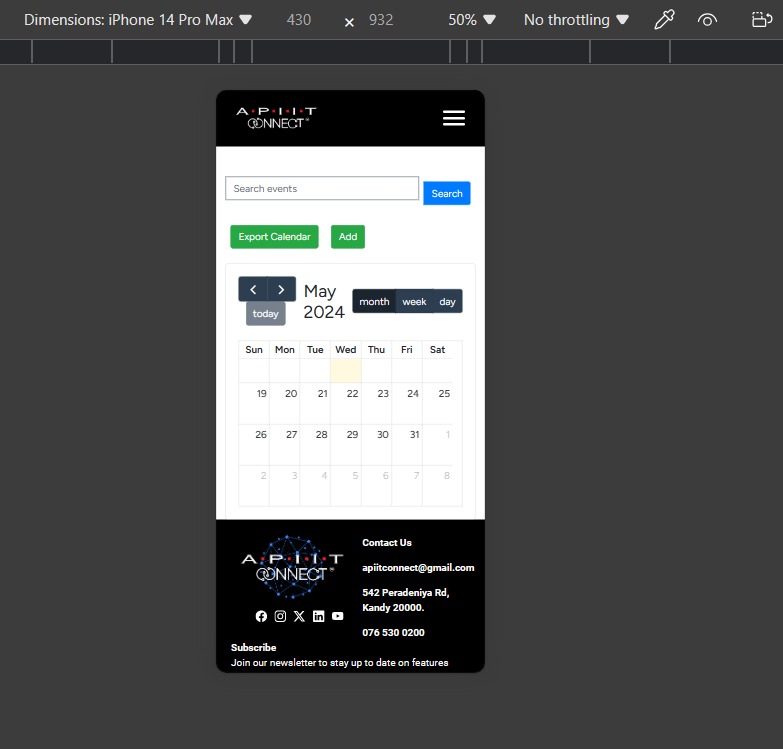 Dimensions: iPhone 14 Pro Max 430 × 932 50% No throttling
A·P·I·I·T
CONNECT
Search events Search
Export Calendar Add
May
2024
today
month week day
Sun Mon Tue Wed Thu Fri Sat
19 20 21 22 23 24 25
26 27 28 29 30 31 1
2 3 4 5 6 7 8
A·P·I·I·T
CONNECT
Contact Us
apiitconnect@gmail.com
542 Peradeniya Rd,
Kandy 20000.
076 530 0200
Subscribe
Join our newsletter to stay up to date on features